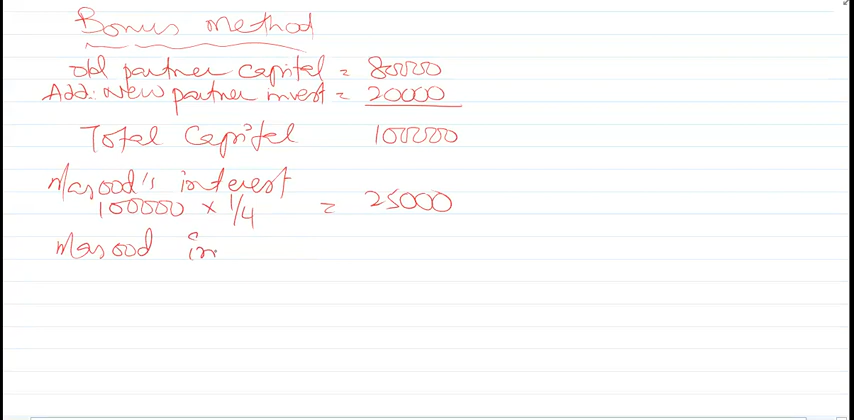 Bonus method
Old partner capital = 80000
Add: New partner invest = 20000
Total Capital 100000
Masood's interest
100000 x 1/4 = 25000
Masood in